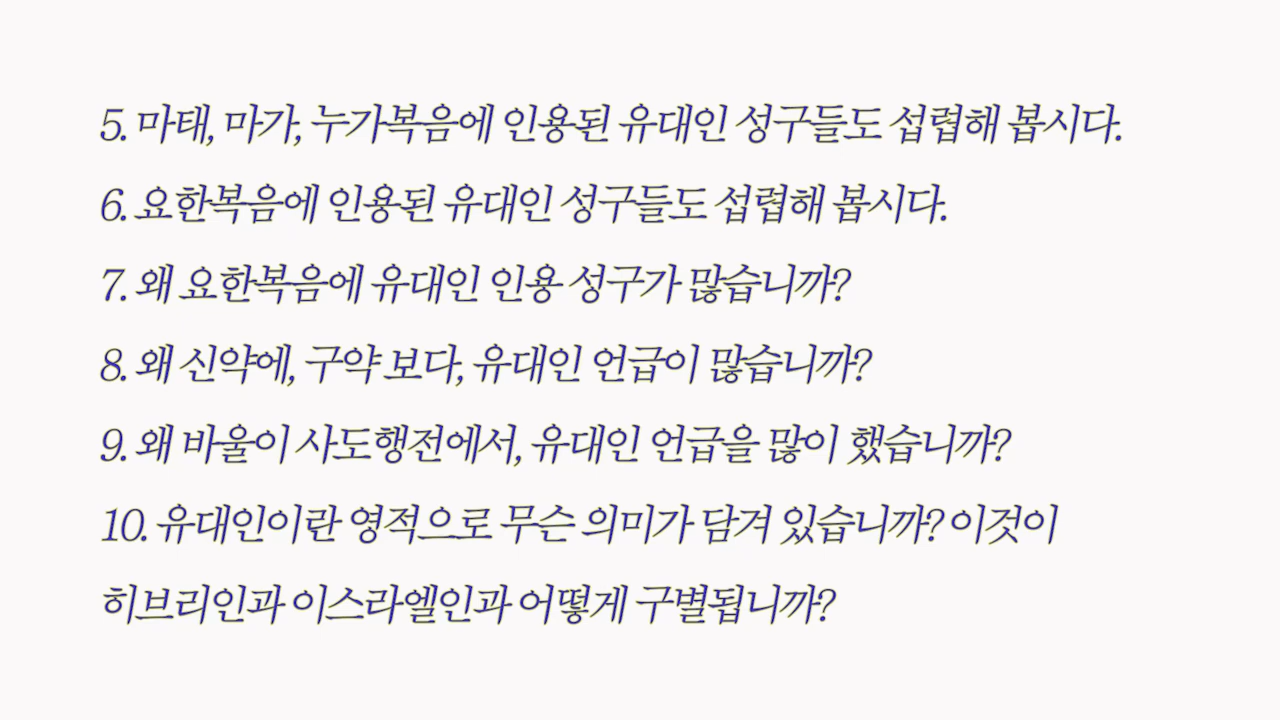 5. 마태, 마가, 누가복음에 인용된 유대인 성구들도 섭렵해 봅시다.
6. 요한복음에 인용된 유대인 성구들도 섭렵해 봅시다.
7. 왜 요한복음에 유대인 인용 성구가 많습니까?
8. 왜 신약에, 구약 보다, 유대인 언급이 많습니까?
9. 왜 바울이 사도행전에서, 유대인 언급을 많이 했습니까?
10. 유대인이란 영적으로 무슨 의미가 담겨 있습니까? 이것이
히브리인과 이스라엘인과 어떻게 구별됩니까?